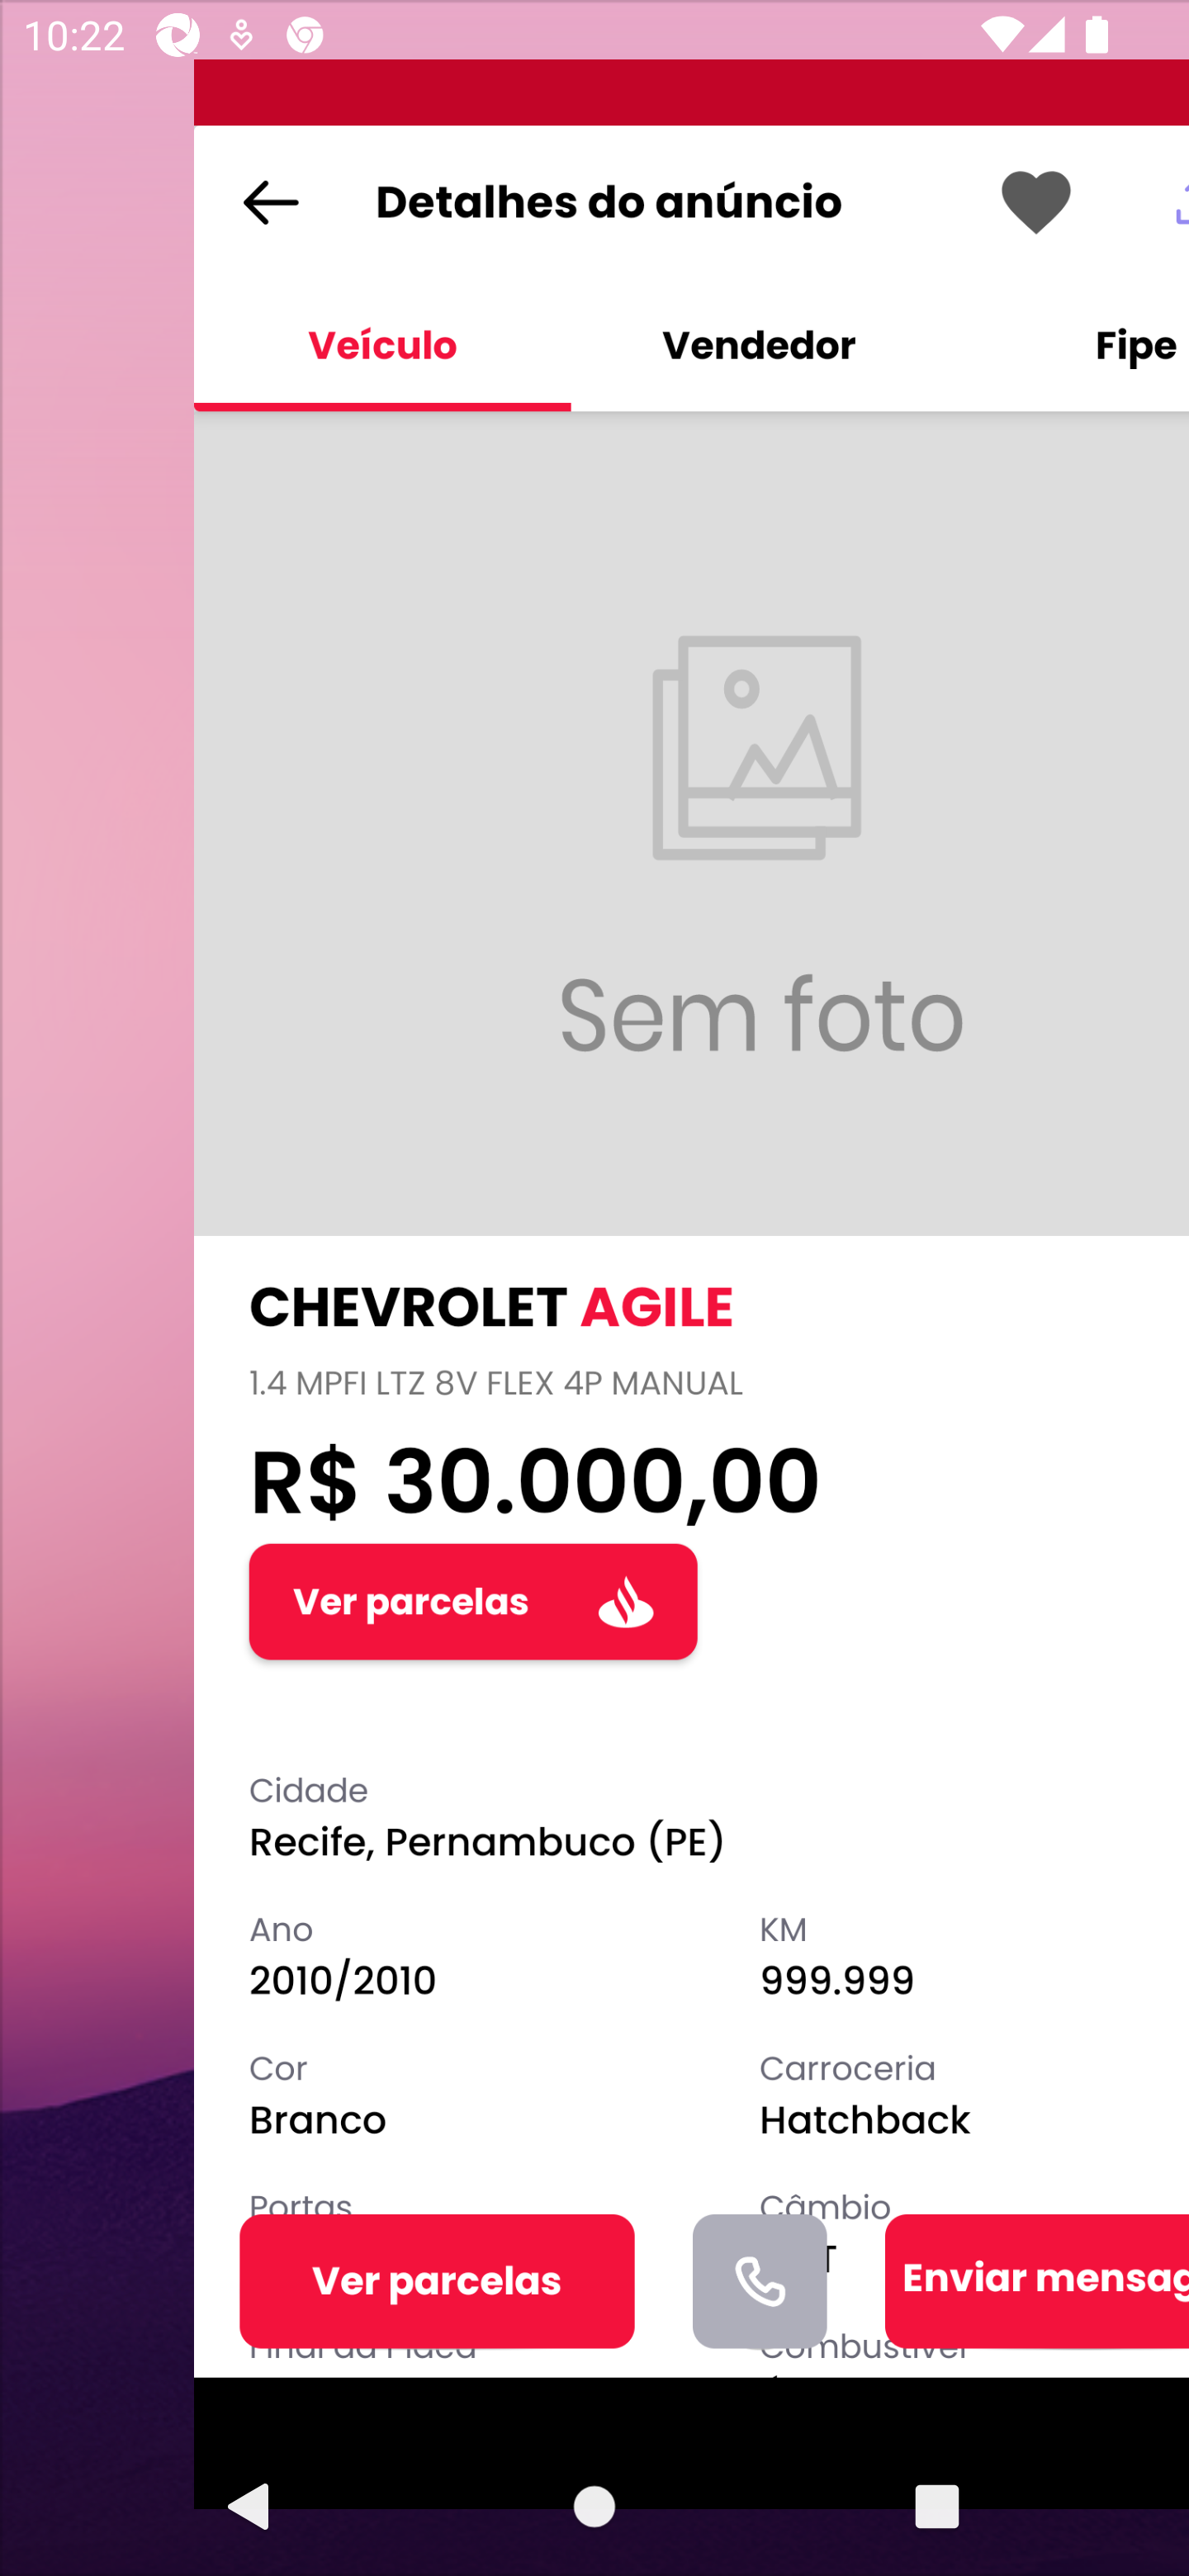 10:22
Detalhes do anúncio
Veículo Vendedor Fipe
Sem foto
CHEVROLET AGILE
1.4 MPFI LTZ 8V FLEX 4P MANUAL
R$ 30.000,00
Ver parcelas
Cidade
Recife, Pernambuco (PE)
Ano KM
2010/2010 999.999
Cor Carroceria
Branco Hatchback
Portas Câmbio
Ver parcelas Enviar mensag
Final da Placa Combustível